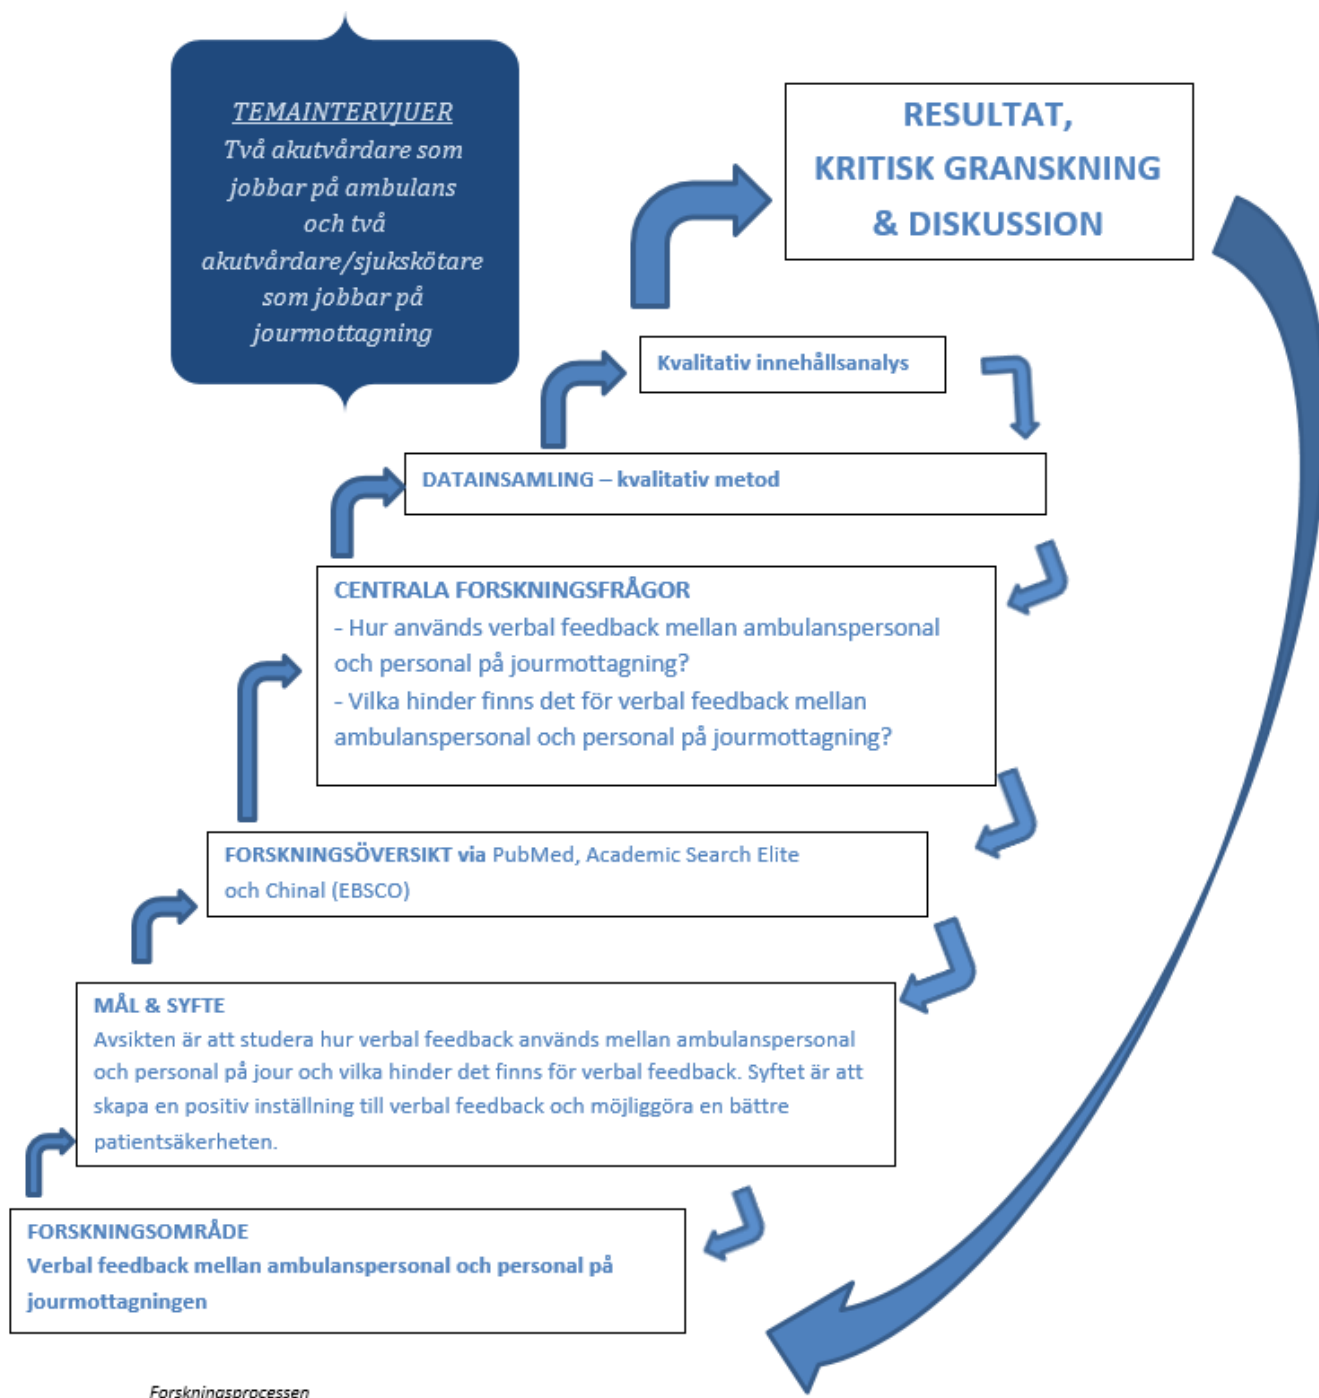 TEMAINTERVJUER
Två akutvårdare som
jobbar på ambulans
och två
akutvårdare/sjukskötare
som jobbar på
jourmottagning
RESULTAT,
KRITISK GRANSKNING
& DISKUSSION
Kvalitativ innehållsanalys
DATAINSAMLING – kvalitativ metod
CENTRALA FORSKNINGSFRÅGOR
- Hur används verbal feedback mellan ambulanspersonal
och personal på jourmottagning?
- Vilka hinder finns det för verbal feedback mellan
ambulanspersonal och personal på jourmottagning?
FORSKNINGSÖVERSIKT via PubMed, Academic Search Elite
och Chinal (EBSCO)
MÅL & SYFTE
Avsikten är att studera hur verbal feedback används mellan ambulanspersonal
och personal på jour och vilka hinder det finns för verbal feedback. Syftet är att
skapa en positiv inställning till verbal feedback och möjliggöra en bättre
patientsäkerheten.
FORSKNINGSOMRÅDE
Verbal feedback mellan ambulanspersonal och personal på
jourmottagningen
Forskningsprocessen